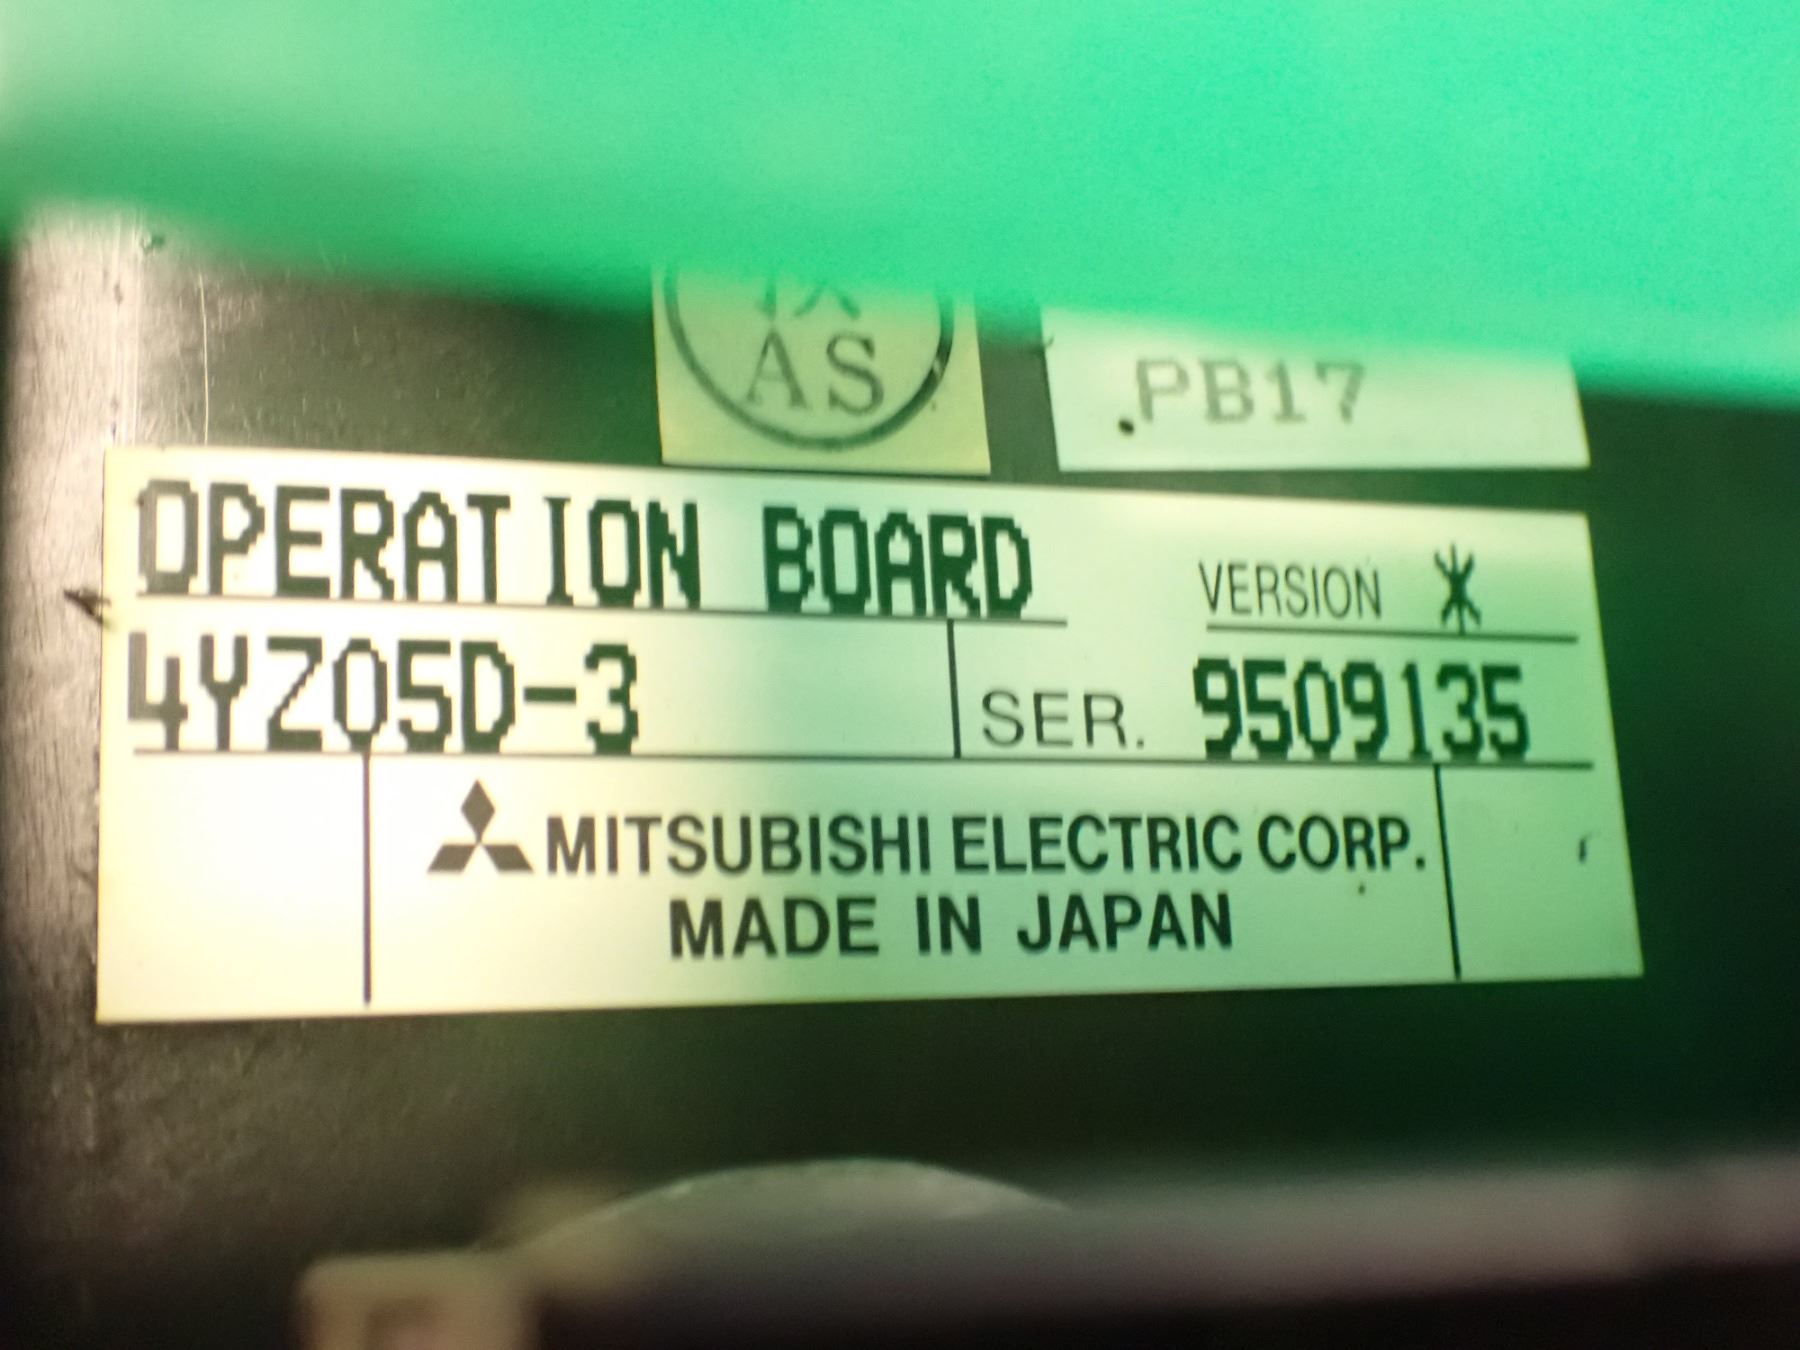 AS
PB17
OPERATION BOARD
VERSION *
4YZ05D-3
SER. 9509135
MITSUBISHI ELECTRIC CORP.
MADE IN JAPAN